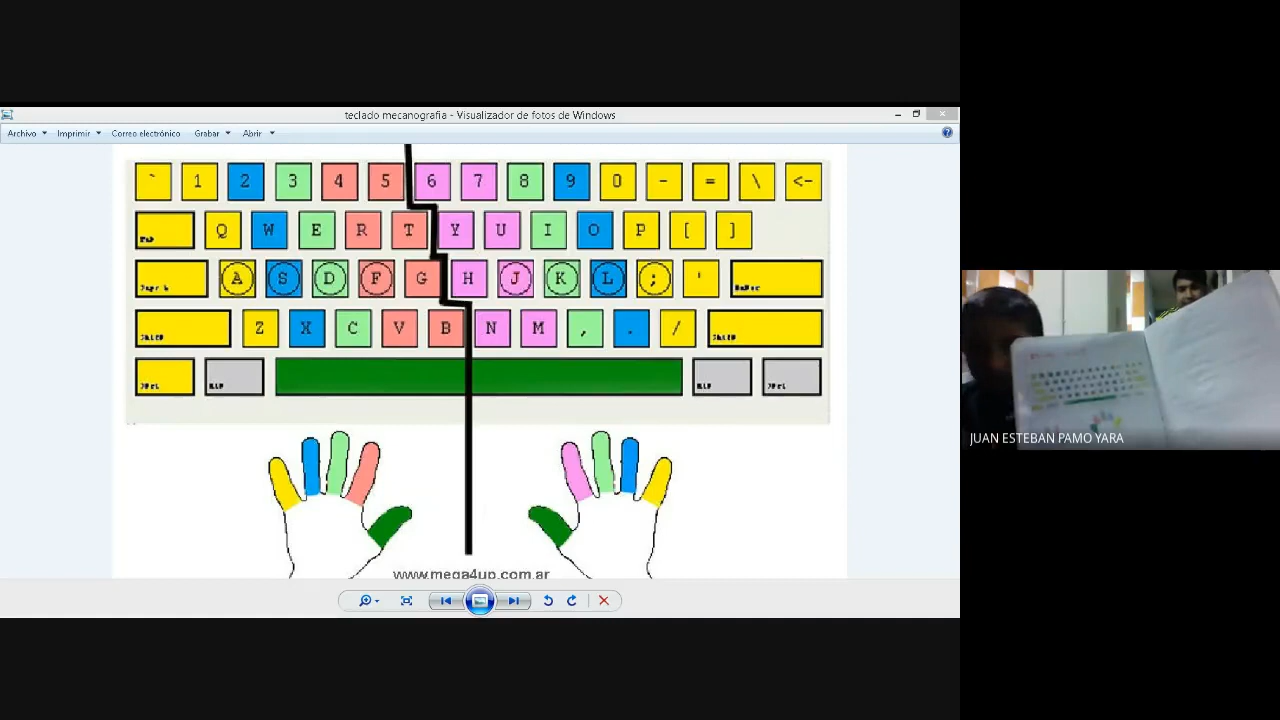 teclado mecanografia - Visualizador de fotos de Windows
Archivo Imprimir Correo electrónico Grabar Abrir
` 1 2 3 4 5 6 7 8 9 0 - = \ <-
Q W E R T Y U I O P [ ]
A S D F G H J K L ; '
Z X C V B N M , . /
www.mega4up.com.ar
JUAN ESTEBAN PAMO YARA